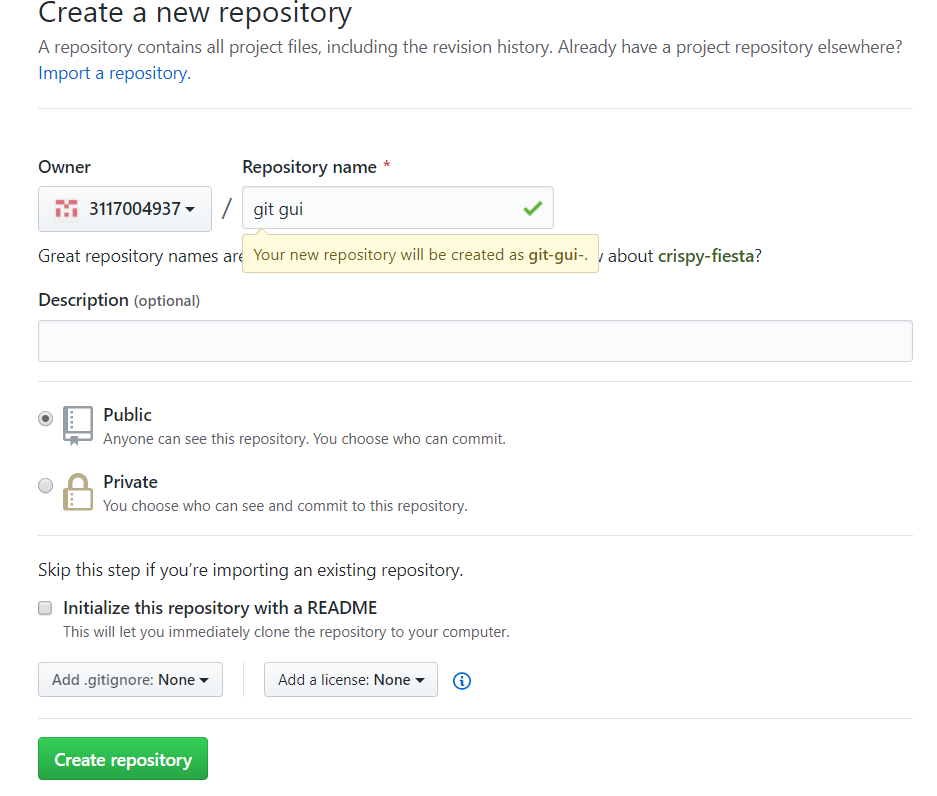 Create a new repository
A repository contains all project files, including the revision history. Already have a project repository elsewhere?
Import a repository.
Owner
Repository name *
3117004937
/
git gui
Great repository names are
Your new repository will be created as git-gui-.
about crispy-fiesta?
Description (optional)
Public
Anyone can see this repository. You choose who can commit.
Private
You choose who can see and commit to this repository.
Skip this step if you’re importing an existing repository.
Initialize this repository with a README
This will let you immediately clone the repository to your computer.
Add .gitignore: None
Add a license: None
Create repository